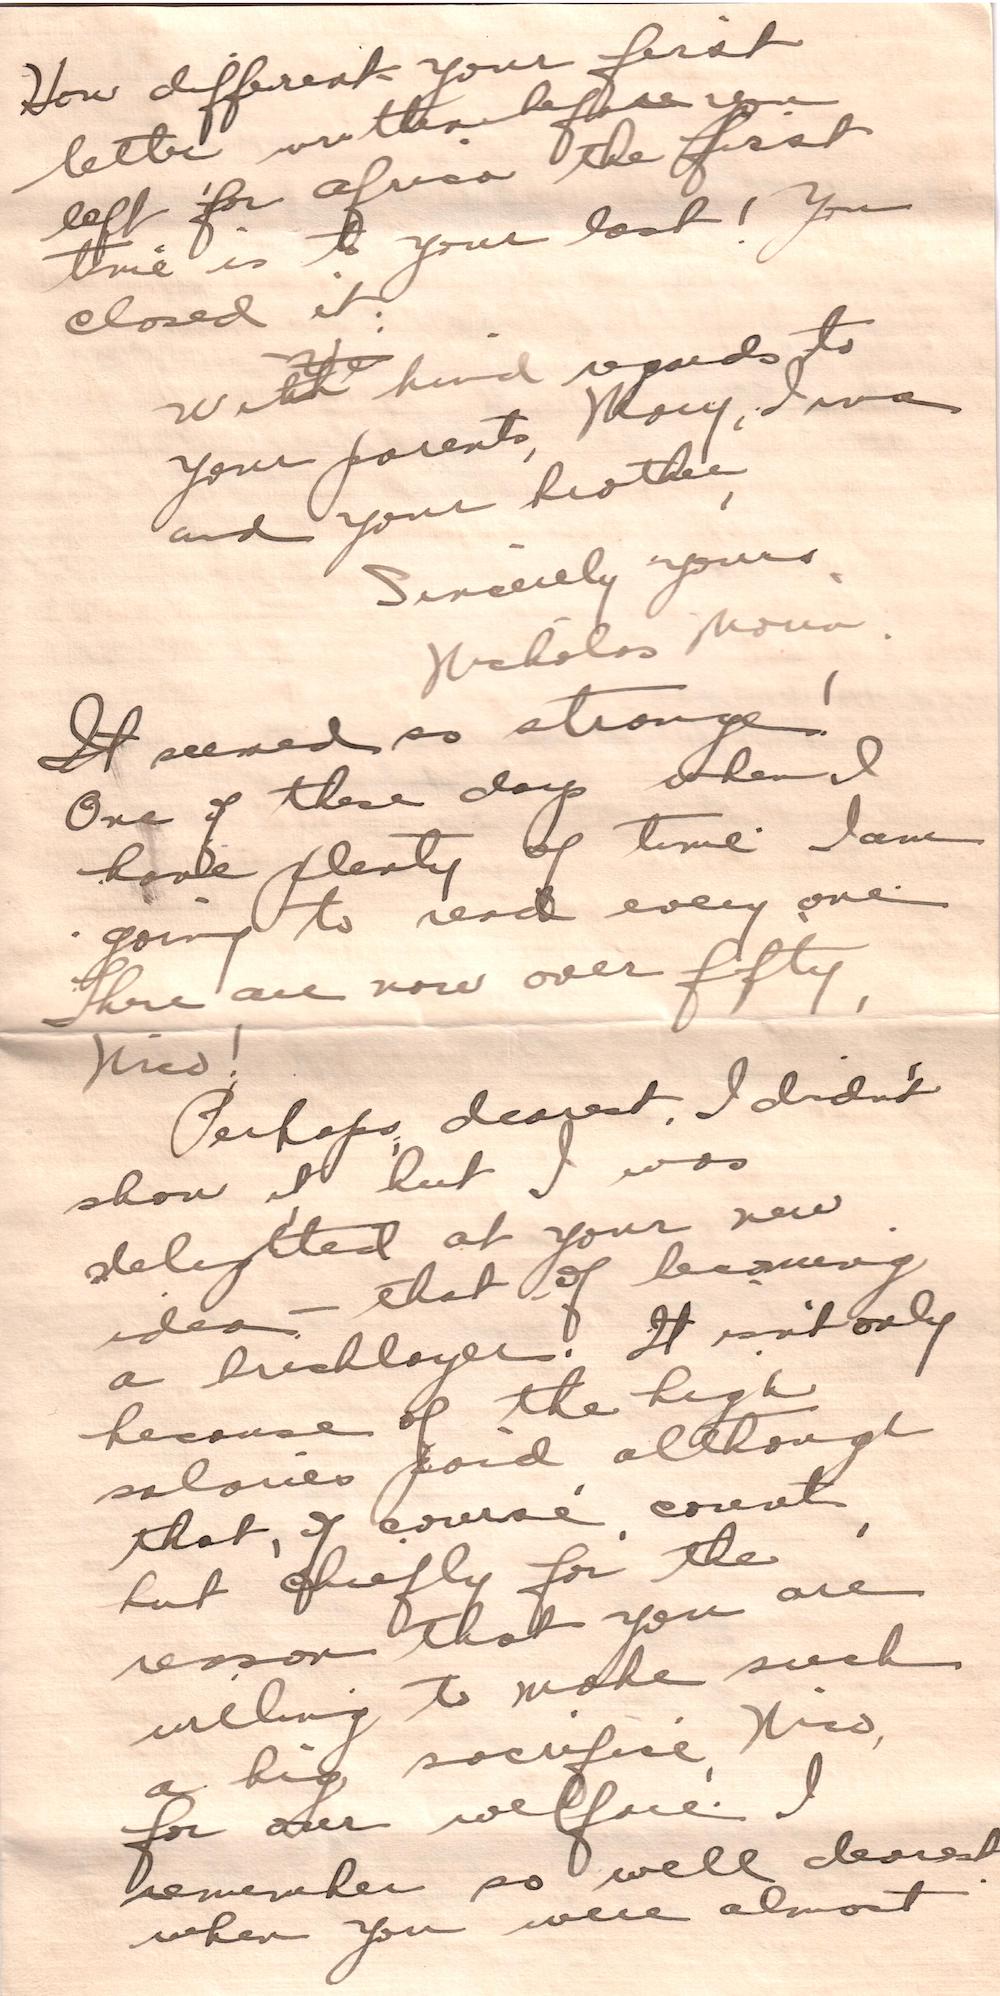 How different your first
letter written before you
left for Africa the first
time is to your last! You
closed it:
With kind regards to
your parents, Mary, Irma
and your brother,
Sincerely yours,
Nicholas Morin.
It seemed so strange!
One of these days when I
have plenty of time I am
going to read every one.
There are now over fifty,
Nico!
Perhaps, dearest, I didn't
show it but I was
delighted at your new
idea – that of becoming
a bricklayer. It isn't only
because of the high
salaries paid although
that, of course, count,
but chiefly for the
reason that you are
willing to make such
a big sacrifice, Nico,
for our welfare. I
remember so well dearest
when you were almost